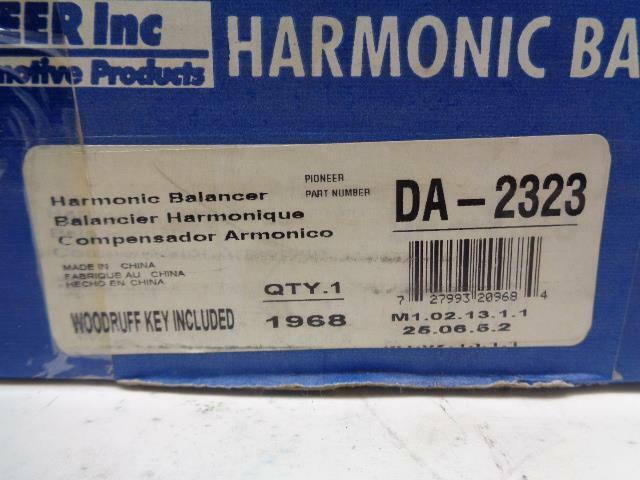 EER Inc
HARMONIC BA
motive Products
Harmonic Balancer
Balancier Harmonique
Compensador Armonico
PIONEER
PART NUMBER
DA-2323
MADE IN CHINA
FABRIQUE AU CHINA
HECHO EN CHINA
WOODRUFF KEY INCLUDED
QTY.1
1968
7 27993 20968 4
M1.02.13.1.1
25.06.5.2